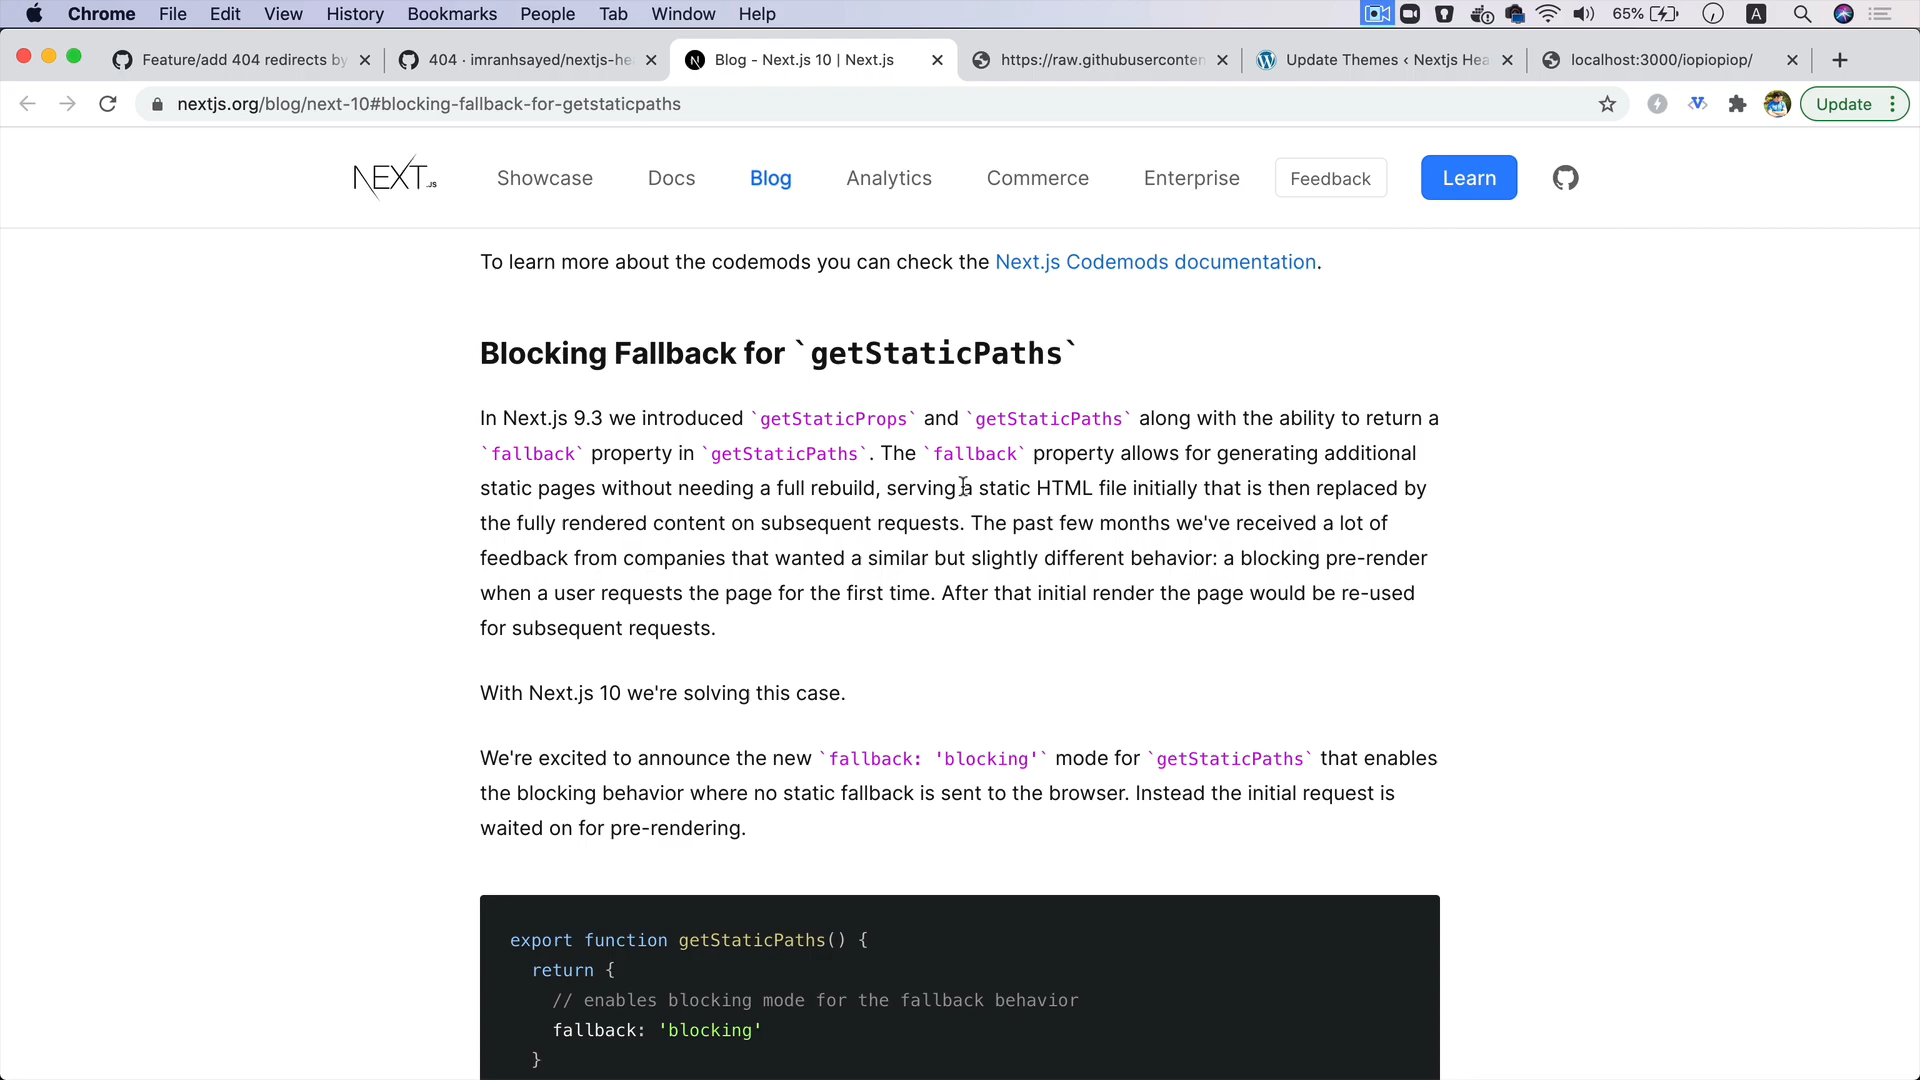 Chrome File Edit View History Bookmarks People Tab Window Help 65% A
Feature/add 404 redirects by
404 · imranhsayed/nextjs-he
Blog - Next.js 10 | Next.js
https://raw.githubuserconten
Update Themes ‹ Nextjs Hea
localhost:3000/iopiopiop/
nextjs.org/blog/next-10#blocking-fallback-for-getstaticpaths
Update
NEXT.JS Showcase Docs Blog Analytics Commerce Enterprise Feedback Learn
To learn more about the codemods you can check the Next.js Codemods documentation.
Blocking Fallback for `getStaticPaths`
In Next.js 9.3 we introduced `getStaticProps` and `getStaticPaths` along with the ability to return a
`fallback` property in `getStaticPaths`. The `fallback` property allows for generating additional
static pages without needing a full rebuild, serving a static HTML file initially that is then replaced by
the fully rendered content on subsequent requests. The past few months we've received a lot of
feedback from companies that wanted a similar but slightly different behavior: a blocking pre-render
when a user requests the page for the first time. After that initial render the page would be re-used
for subsequent requests.
With Next.js 10 we're solving this case.
We're excited to announce the new `fallback: 'blocking'` mode for `getStaticPaths` that enables
the blocking behavior where no static fallback is sent to the browser. Instead the initial request is
waited on for pre-rendering.
export function getStaticPaths() {
return {
// enables blocking mode for the fallback behavior
fallback: 'blocking'
}